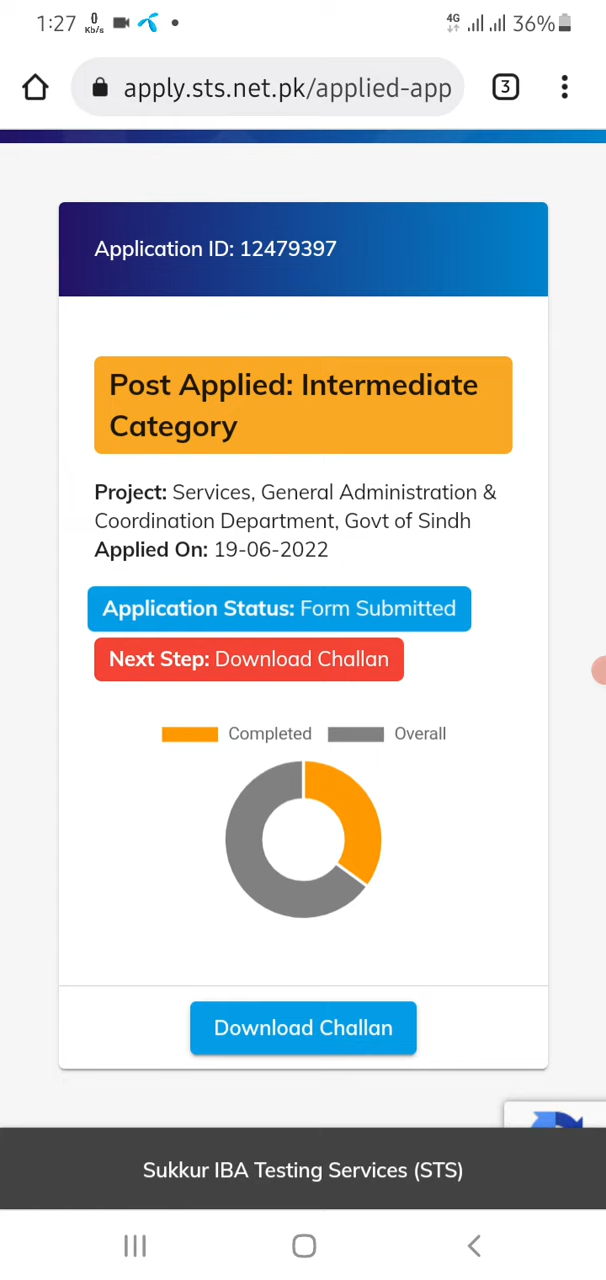 1:27 0 Kb/s 4G 36%
apply.sts.net.pk/applied-app 3
Application ID: 12479397
Post Applied: Intermediate
Category
Project: Services, General Administration &
Coordination Department, Govt of Sindh
Applied On: 19-06-2022
Application Status: Form Submitted
Next Step: Download Challan
Completed Overall
Download Challan
Sukkur IBA Testing Services (STS)